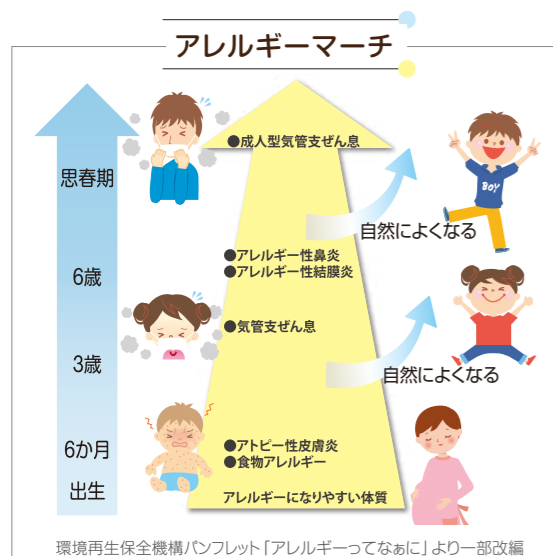 アレルギーマーチ
思春期
●成人型気管支ぜん息
BOY
自然によくなる
●アレルギー性鼻炎
●アレルギー性結膜炎
6歳
●気管支ぜん息
3歳
自然によくなる
6か月
●アトピー性皮膚炎
●食物アレルギー
出生
アレルギーになりやすい体質
環境再生保全機構パンフレット「アレルギーってなぁに」より一部改編